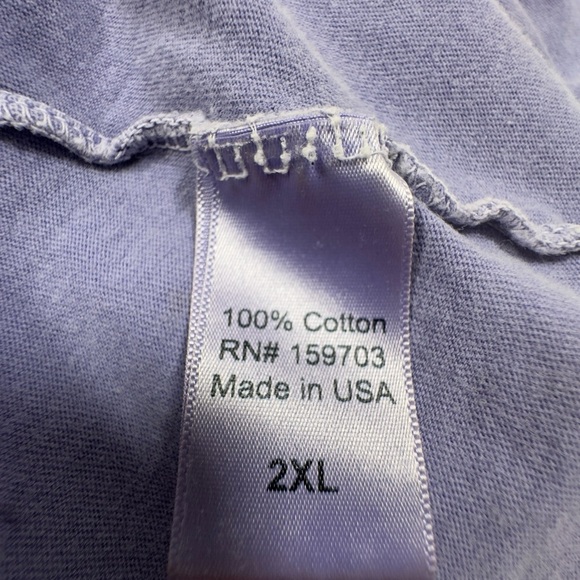 100% Cotton
RN# 159703
Made in USA
2XL